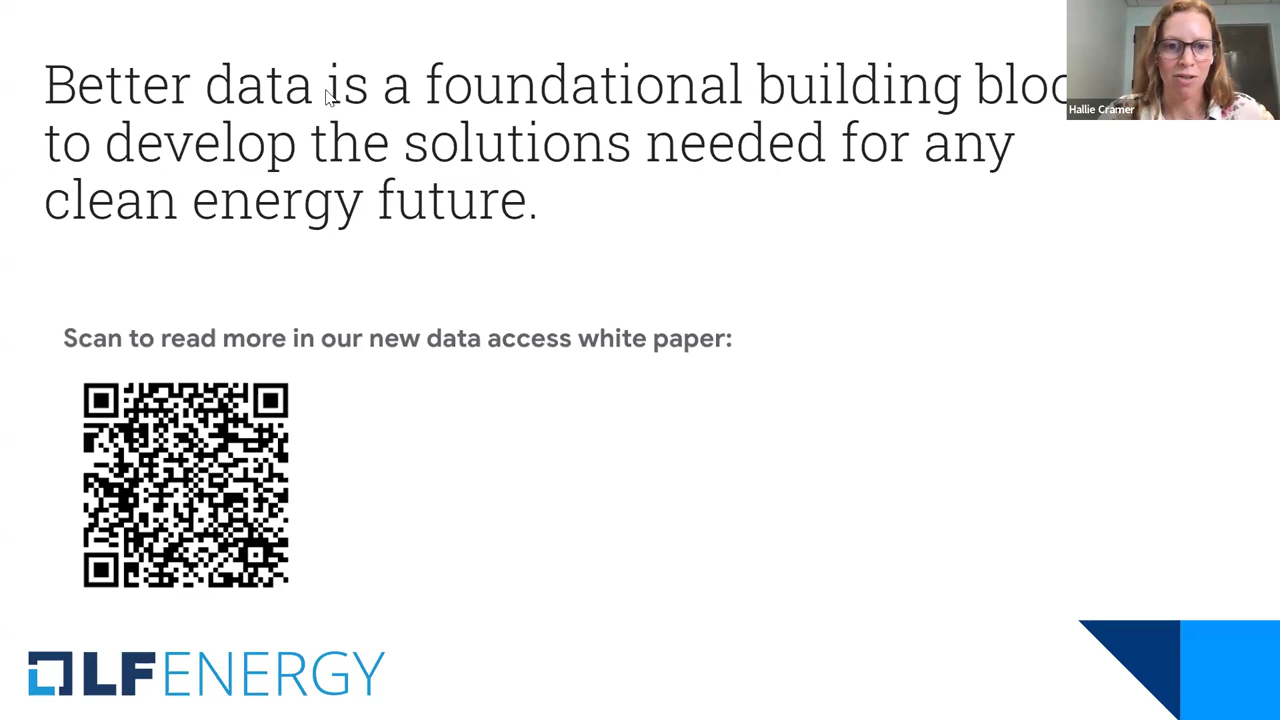 Better data is a foundational building bloc
to develop the solutions needed for any
clean energy future.
Hallie Cramer
Scan to read more in our new data access white paper:
LFENERGY